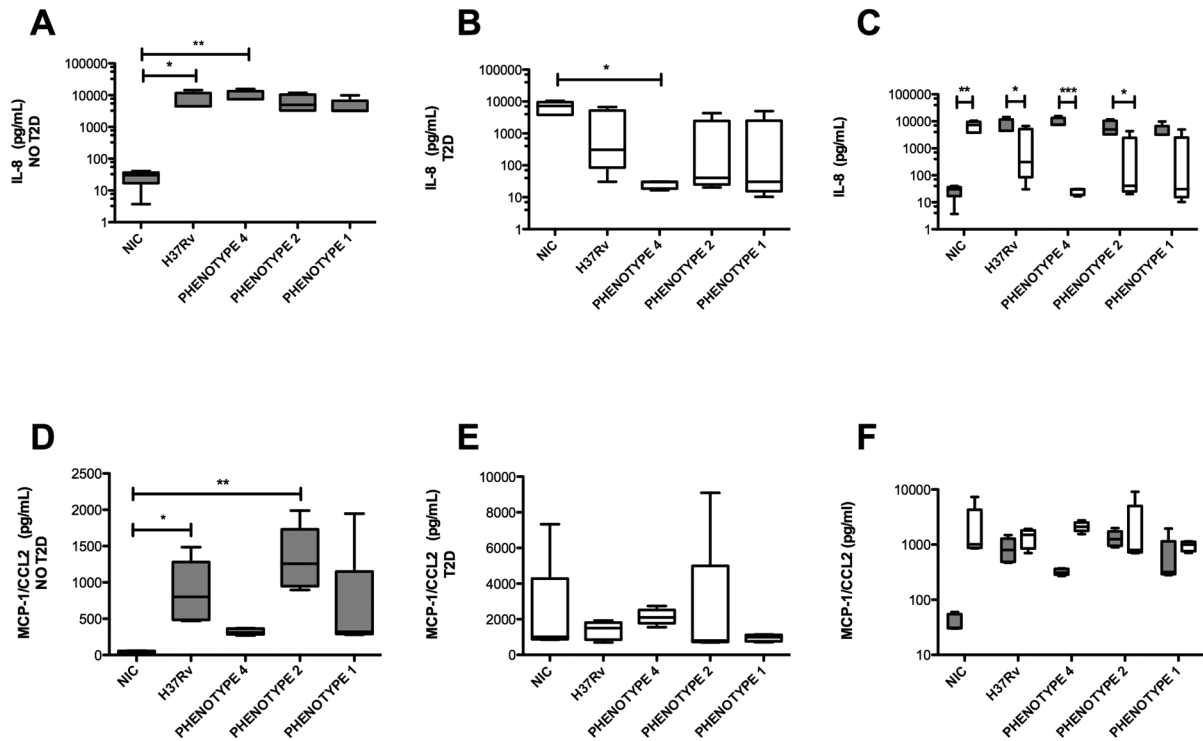 A
IL-8 (pg/mL)
NO T2D
100000
10000
1000
100
10
1
*
**
NIC
H37Rv
PHENOTYPE 4
PHENOTYPE 2
PHENOTYPE 1
B
IL-8 (pg/mL)
T2D
100000
10000
1000
100
10
1
*
NIC
H37Rv
PHENOTYPE 4
PHENOTYPE 2
PHENOTYPE 1
C
IL-8 (pg/mL)
100000
10000
1000
100
10
1
**
*
***
*
NIC
H37Rv
PHENOTYPE 4
PHENOTYPE 2
PHENOTYPE 1
D
MCP-1/CCL2 (pg/mL)
NO T2D
2500
2000
1500
1000
500
0
*
**
NIC
H37Rv
PHENOTYPE 4
PHENOTYPE 2
PHENOTYPE 1
E
MCP-1/CCL2 (pg/mL)
T2D
10000
8000
6000
4000
2000
0
NIC
H37Rv
PHENOTYPE 4
PHENOTYPE 2
PHENOTYPE 1
F
MCP-1/CCL2 (pg/ml)
10000
1000
100
10
NIC
H37Rv
PHENOTYPE 4
PHENOTYPE 2
PHENOTYPE 1